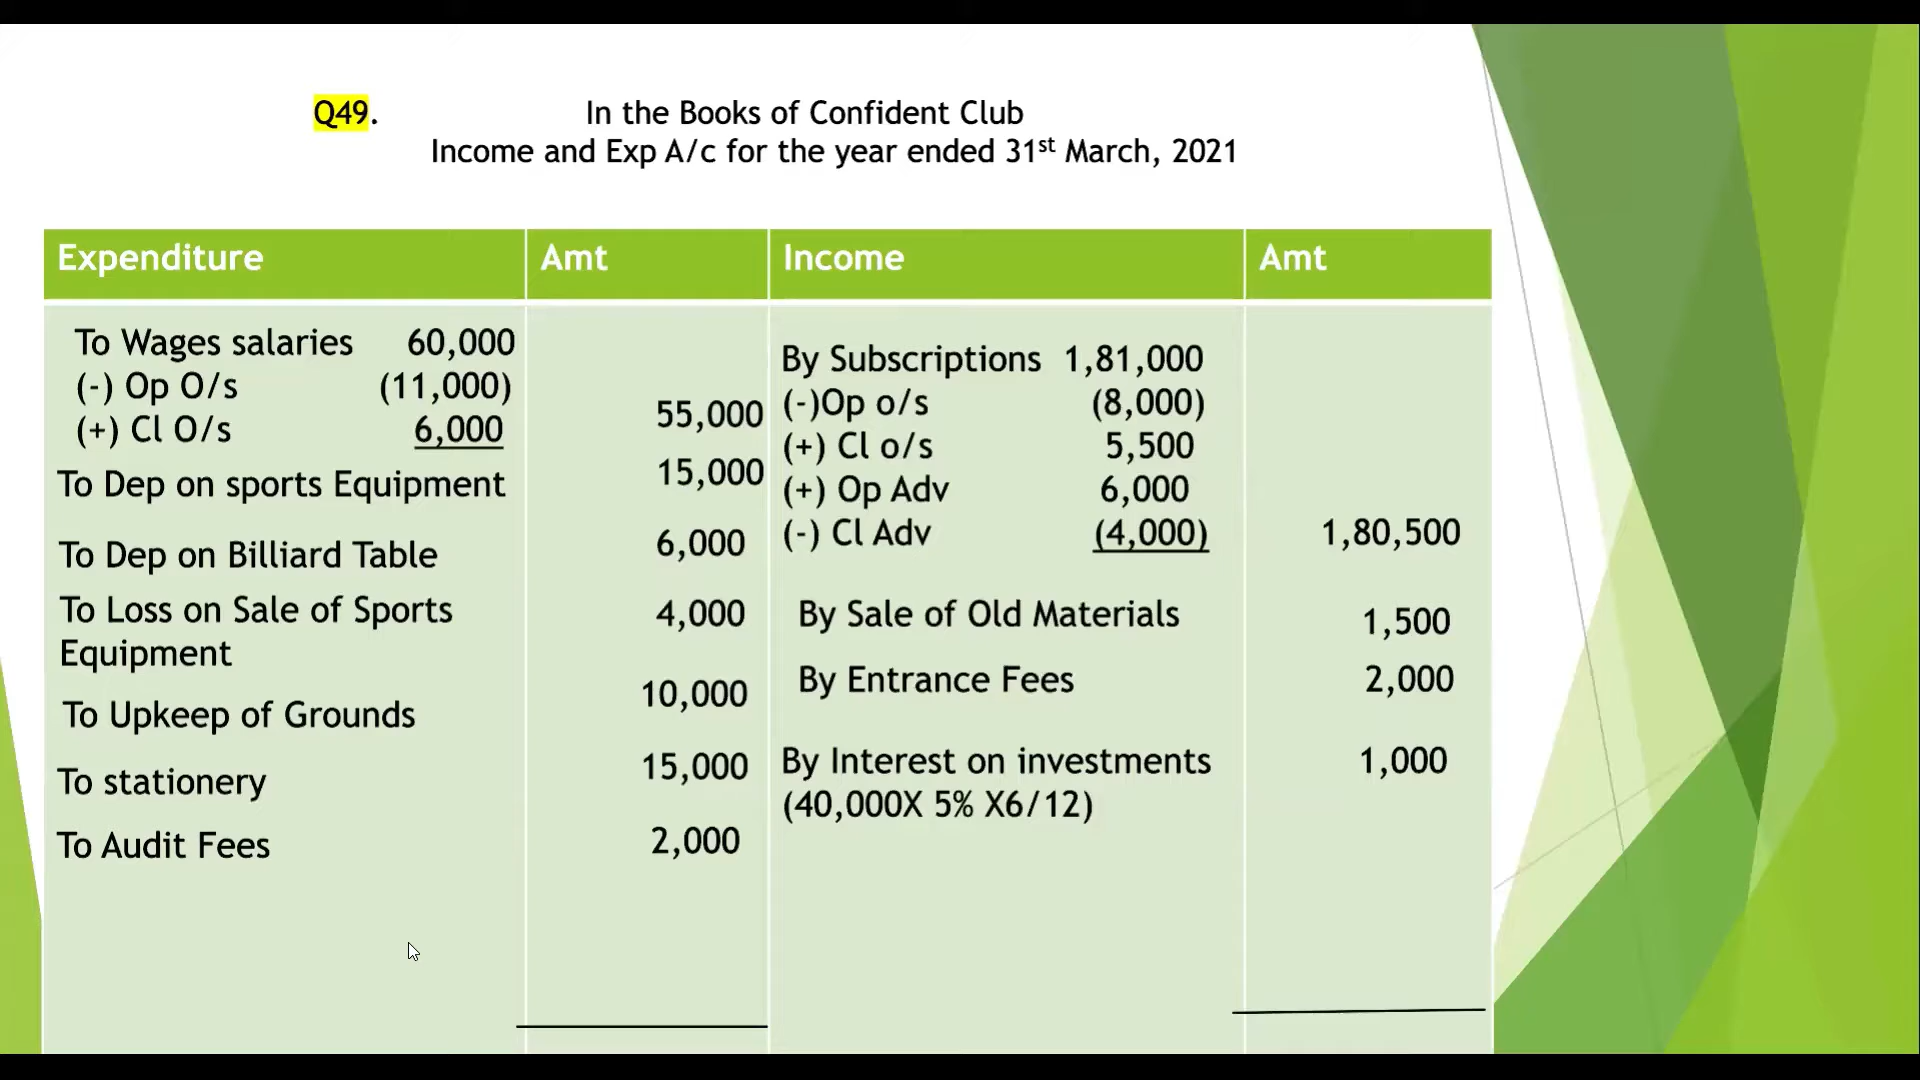 Q49. In the Books of Confident Club
Income and Exp A/c for the year ended 31st March, 2021
Expenditure Amt Income Amt
To Wages salaries 60,000
(-) Op O/s (11,000)
(+) Cl O/s 6,000 55,000
To Dep on sports Equipment 15,000
To Dep on Billiard Table 6,000
To Loss on Sale of Sports 4,000
Equipment
To Upkeep of Grounds 10,000
To stationery 15,000
To Audit Fees 2,000
By Subscriptions 1,81,000
(-)Op o/s (8,000)
(+) Cl o/s 5,500
(+) Op Adv 6,000
(-) Cl Adv (4,000) 1,80,500
By Sale of Old Materials 1,500
By Entrance Fees 2,000
By Interest on investments 1,000
(40,000X 5% X6/12)